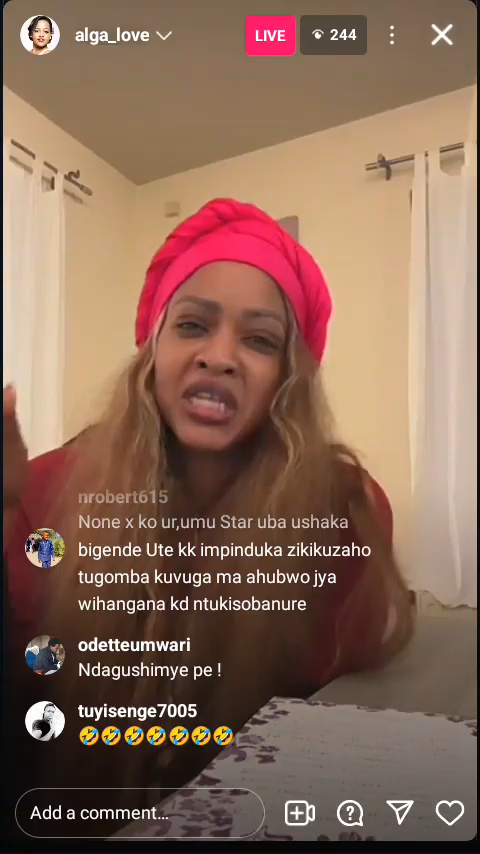 alga_love
LIVE
244
nrobert615
None x ko ur,umu Star uba ushaka
bigende Ute kk impinduka zikikuzaho
tugomba kuvuga ma ahubwo jya
wihangana kd ntukisobanure
odetteumwari
Ndagushimye pe !
tuyisenge7005
🤣🤣🤣🤣🤣🤣🤣
Add a comment…